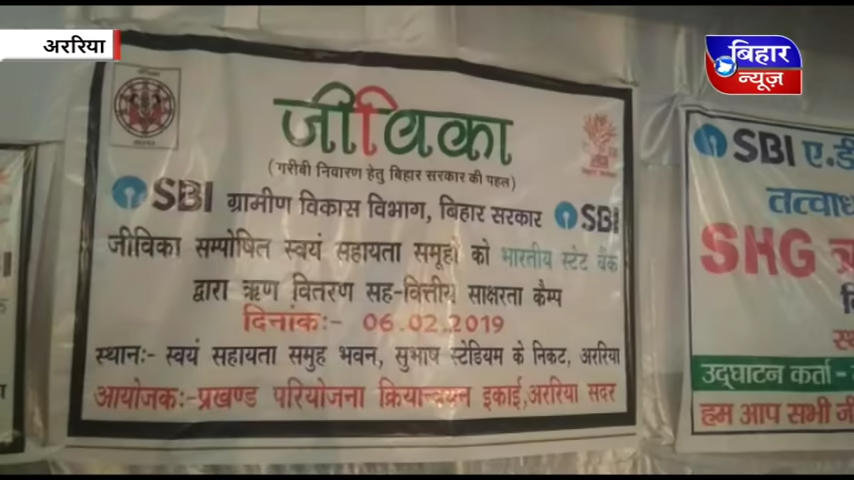 अररिया
बिहार
न्यूज़
जीविका
(गरीबी निवारण हेतु बिहार सरकार की पहल)
SBI ग्रामीण विकास विभाग, बिहार सरकार SBI
जीविका सम्पोषित स्वयं सहायता समूहों को भारतीय स्टेट बैंक
द्वारा ऋण वितरण सह-वित्तीय साक्षरता कैम्प
दिनांक:- 06.02.2019
स्थान:- स्वयं सहायता समुह भवन, सुभाष स्टेडियम के निकट, अररिया
आयोजक:-प्रखण्ड परियोजना क्रियान्वयन इकाई,अररिया सदर
SBI ए.डी
तत्वाध
SHG
उद्घाटन कर्ता -
हम आप सभी जी